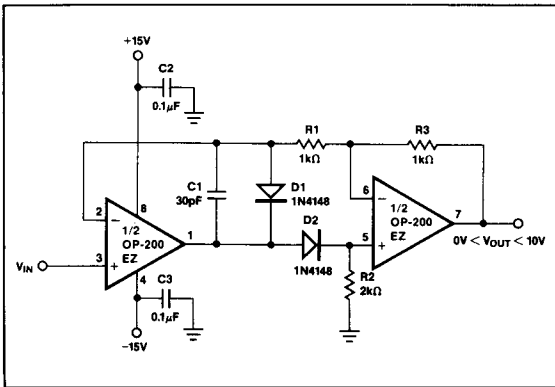 +15V
C2
0.1μF
R1
1kΩ
R3
1kΩ
C1
30pF
D1
1N4148
D2
1N4148
2
8
1/2
OP-200
EZ
1
VIN
3
4
C3
0.1μF
-15V
6
1/2
OP-200
EZ
5
7
0V < VOUT < 10V
R2
2kΩ